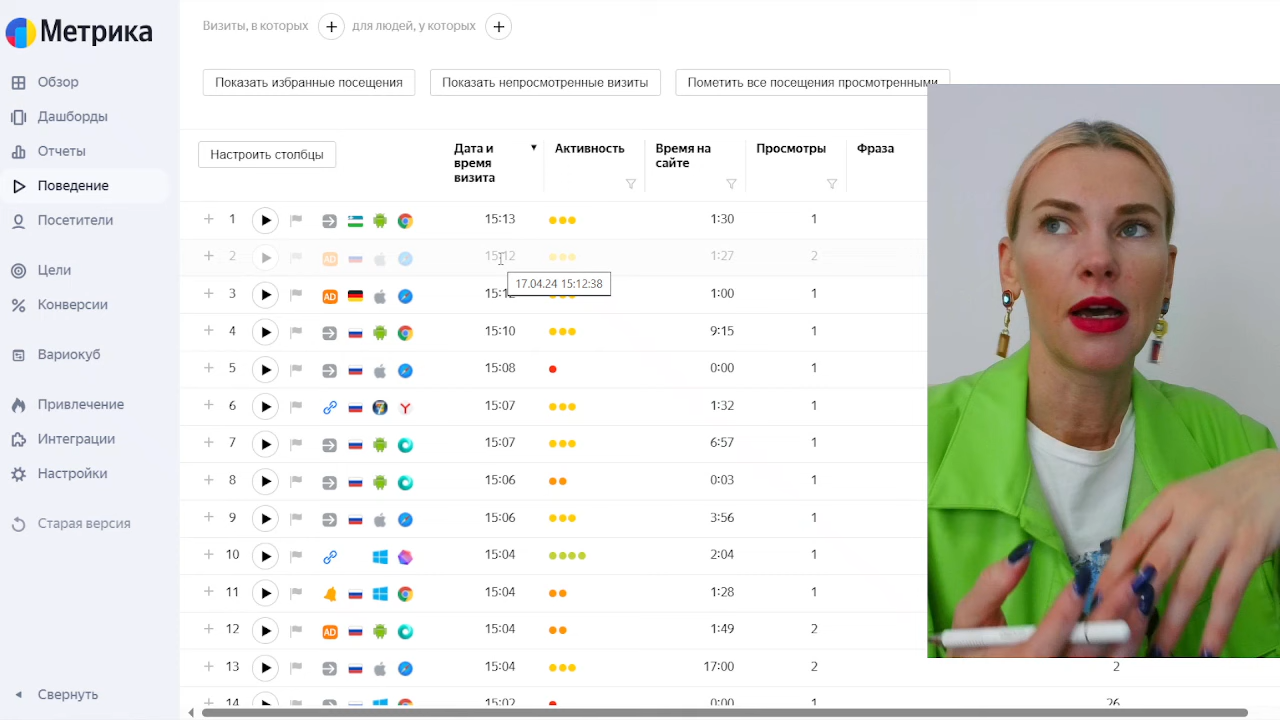 Метрика
Обзор
Дашборды
Отчеты
Поведение
Посетители
Цели
Конверсии
Вариокуб
Привлечение
Интеграции
Настройки
Старая версия
Свернуть
Визиты, в которых + для людей, у которых +
Показать избранные посещения Показать непросмотренные визиты Пометить все посещения просмотренными
Настроить столбцы
Дата и время визита Активность Время на сайте Просмотры Фраза
1 15:13 1:30 1
2 15:12 1:27 2
17.04.24 15:12:38
3 1:00 1
4 15:10 9:15 1
5 15:08 0:00 1
6 15:07 1:32 1
7 15:07 6:57 1
8 15:06 0:03 1
9 15:06 3:56 1
10 15:04 2:04 1
11 15:04 1:28 1
12 AD 15:04 1:49 2
13 15:04 17:00 2 2
14 15:02 0:00 1 26